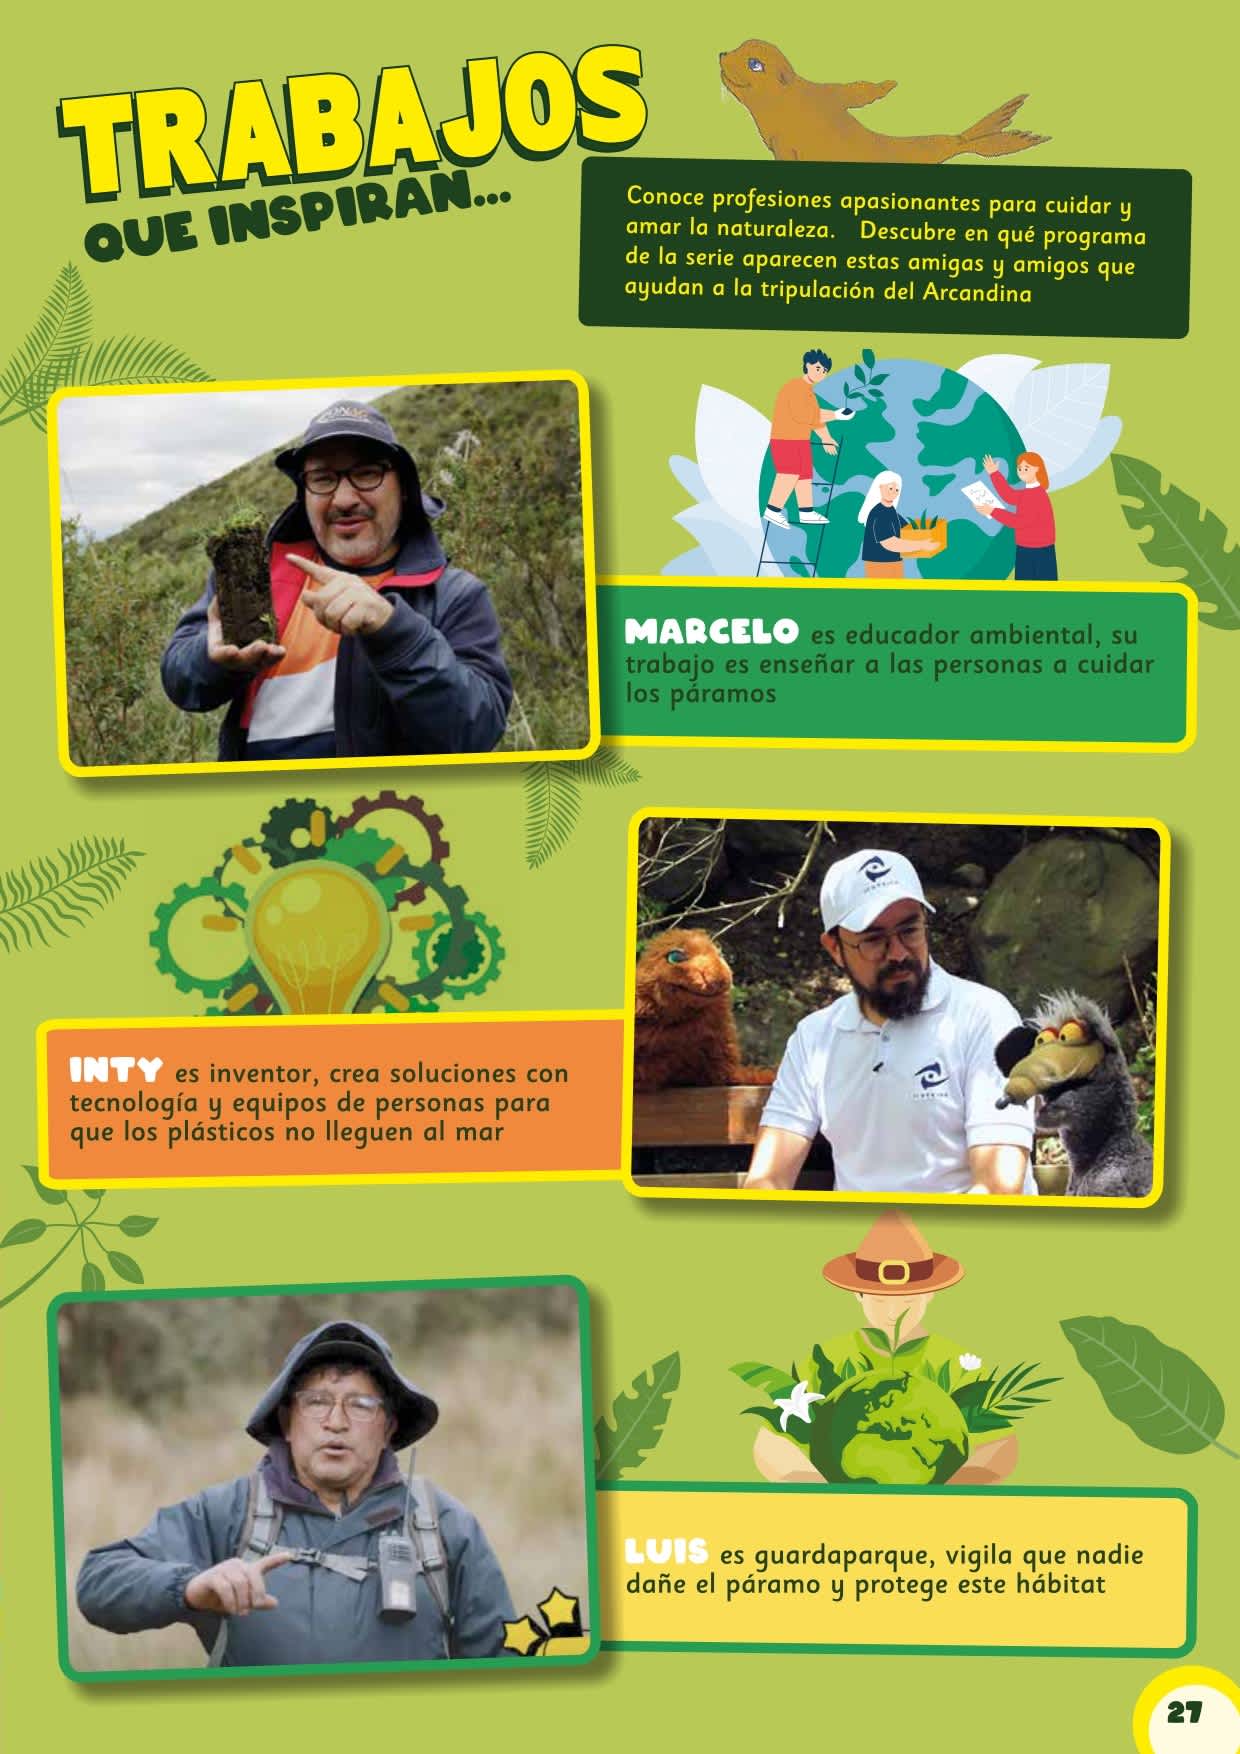 TRABAJOS
QUE INSPIRAN...
Conoce profesiones apasionantes para cuidar y
amar la naturaleza. Descubre en qué programa
de la serie aparecen estas amigas y amigos que
ayudan a la tripulación del Arcandina
MARCELO es educador ambiental, su
trabajo es enseñar a las personas a cuidar
los páramos
INTY es inventor, crea soluciones con
tecnología y equipos de personas para
que los plásticos no lleguen al mar
LUIS es guardaparque, vigila que nadie
dañe el páramo y protege este hábitat
27